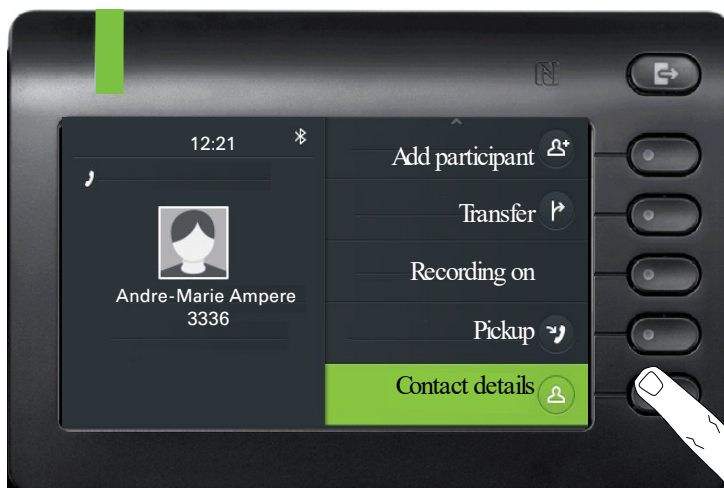 12:21
Andre-Marie Ampere
3336
Add participant
Transfer
Recording on
Pickup
Contact details